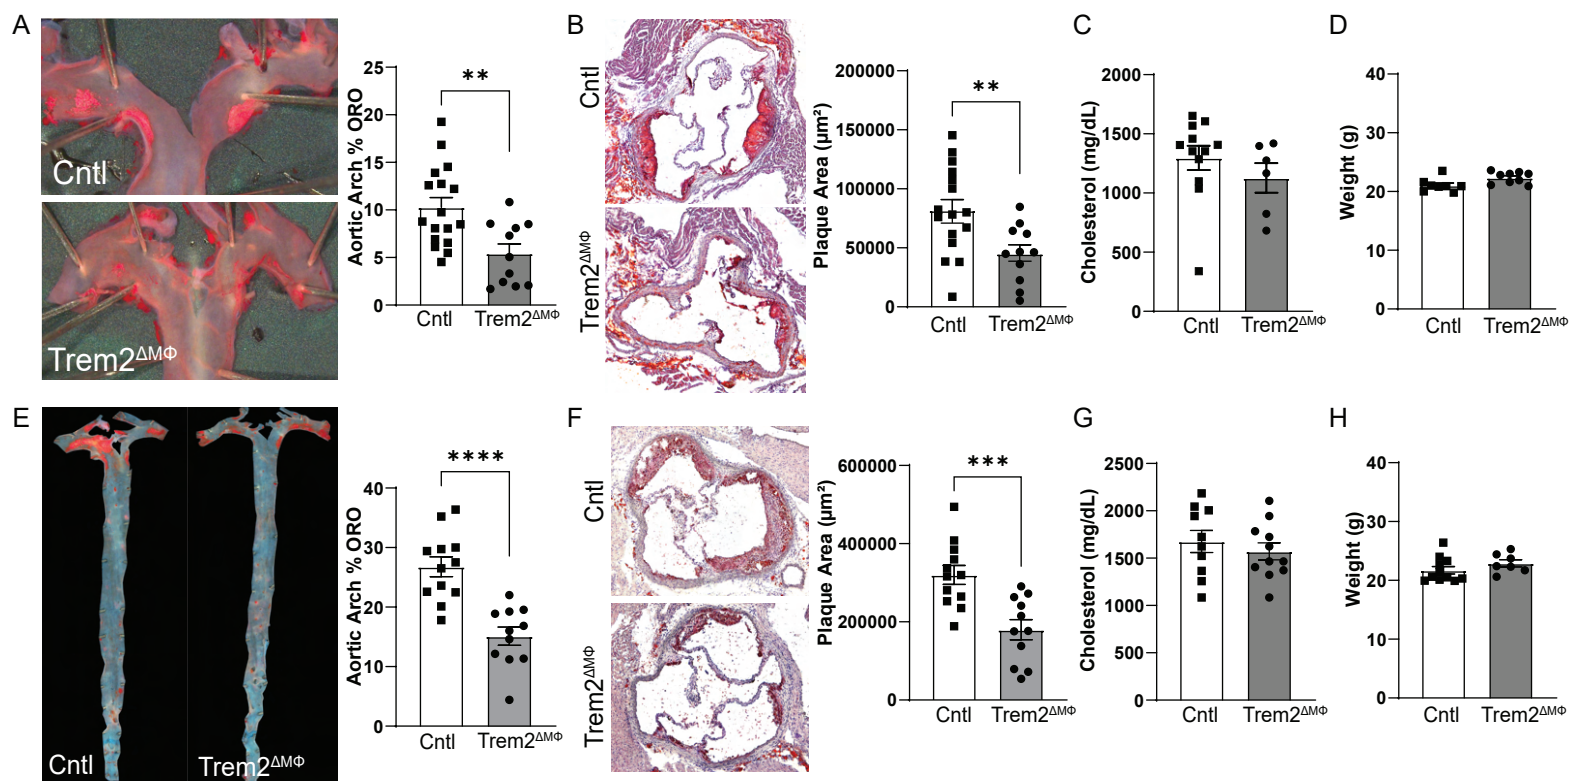 A
Cntl
Trem2ΔMΦ
Aortic Arch % ORO
25
20
15
10
5
0
**
Cntl
Trem2ΔMΦ
B
Cntl
Trem2ΔMΦ
Plaque Area (µm²)
200000
150000
100000
50000
0
**
Cntl
Trem2ΔMΦ
C
Cholesterol (mg/dL)
2000
1500
1000
500
0
Cntl
Trem2ΔMΦ
D
Weight (g)
40
30
20
10
0
Cntl
Trem2ΔMΦ
E
Cntl
Trem2ΔMΦ
Aortic Arch % ORO
40
30
20
10
0
****
Cntl
Trem2ΔMΦ
F
Cntl
Trem2ΔMΦ
Plaque Area (µm²)
600000
400000
200000
0
***
Cntl
Trem2ΔMΦ
G
Cholesterol (mg/dL)
2500
2000
1500
1000
500
0
Cntl
Trem2ΔMΦ
H
Weight (g)
40
30
20
10
0
Cntl
Trem2ΔMΦ